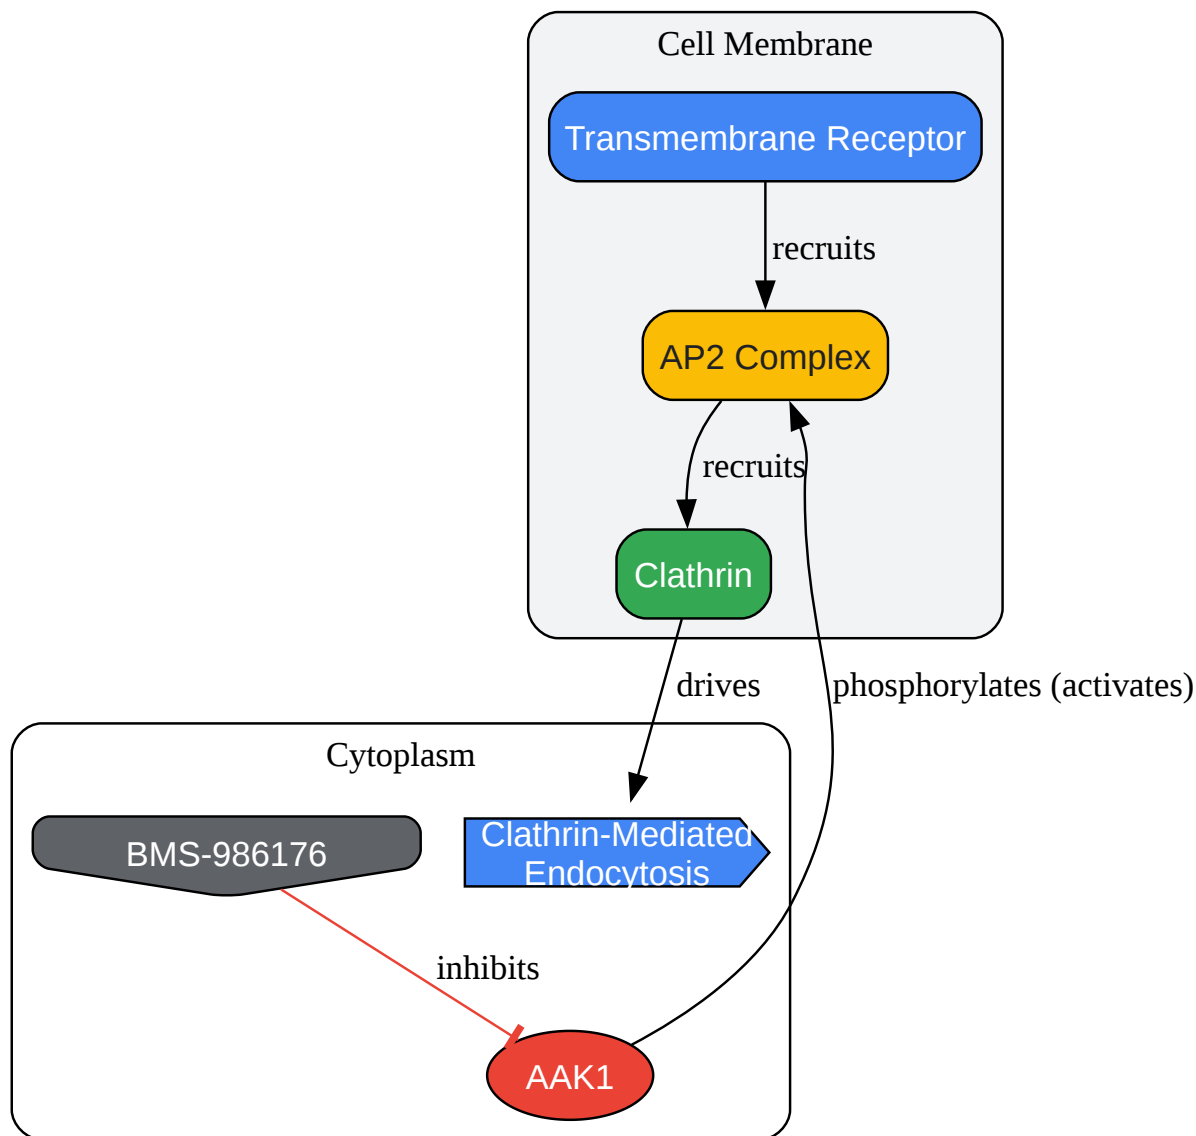 Cell Membrane
Transmembrane Receptor
recruits
AP2 Complex
recruits
Clathrin
drives
phosphorylates (activates)
Cytoplasm
BMS-986176
Clathrin-Mediated
Endocytosis
inhibits
AAK1